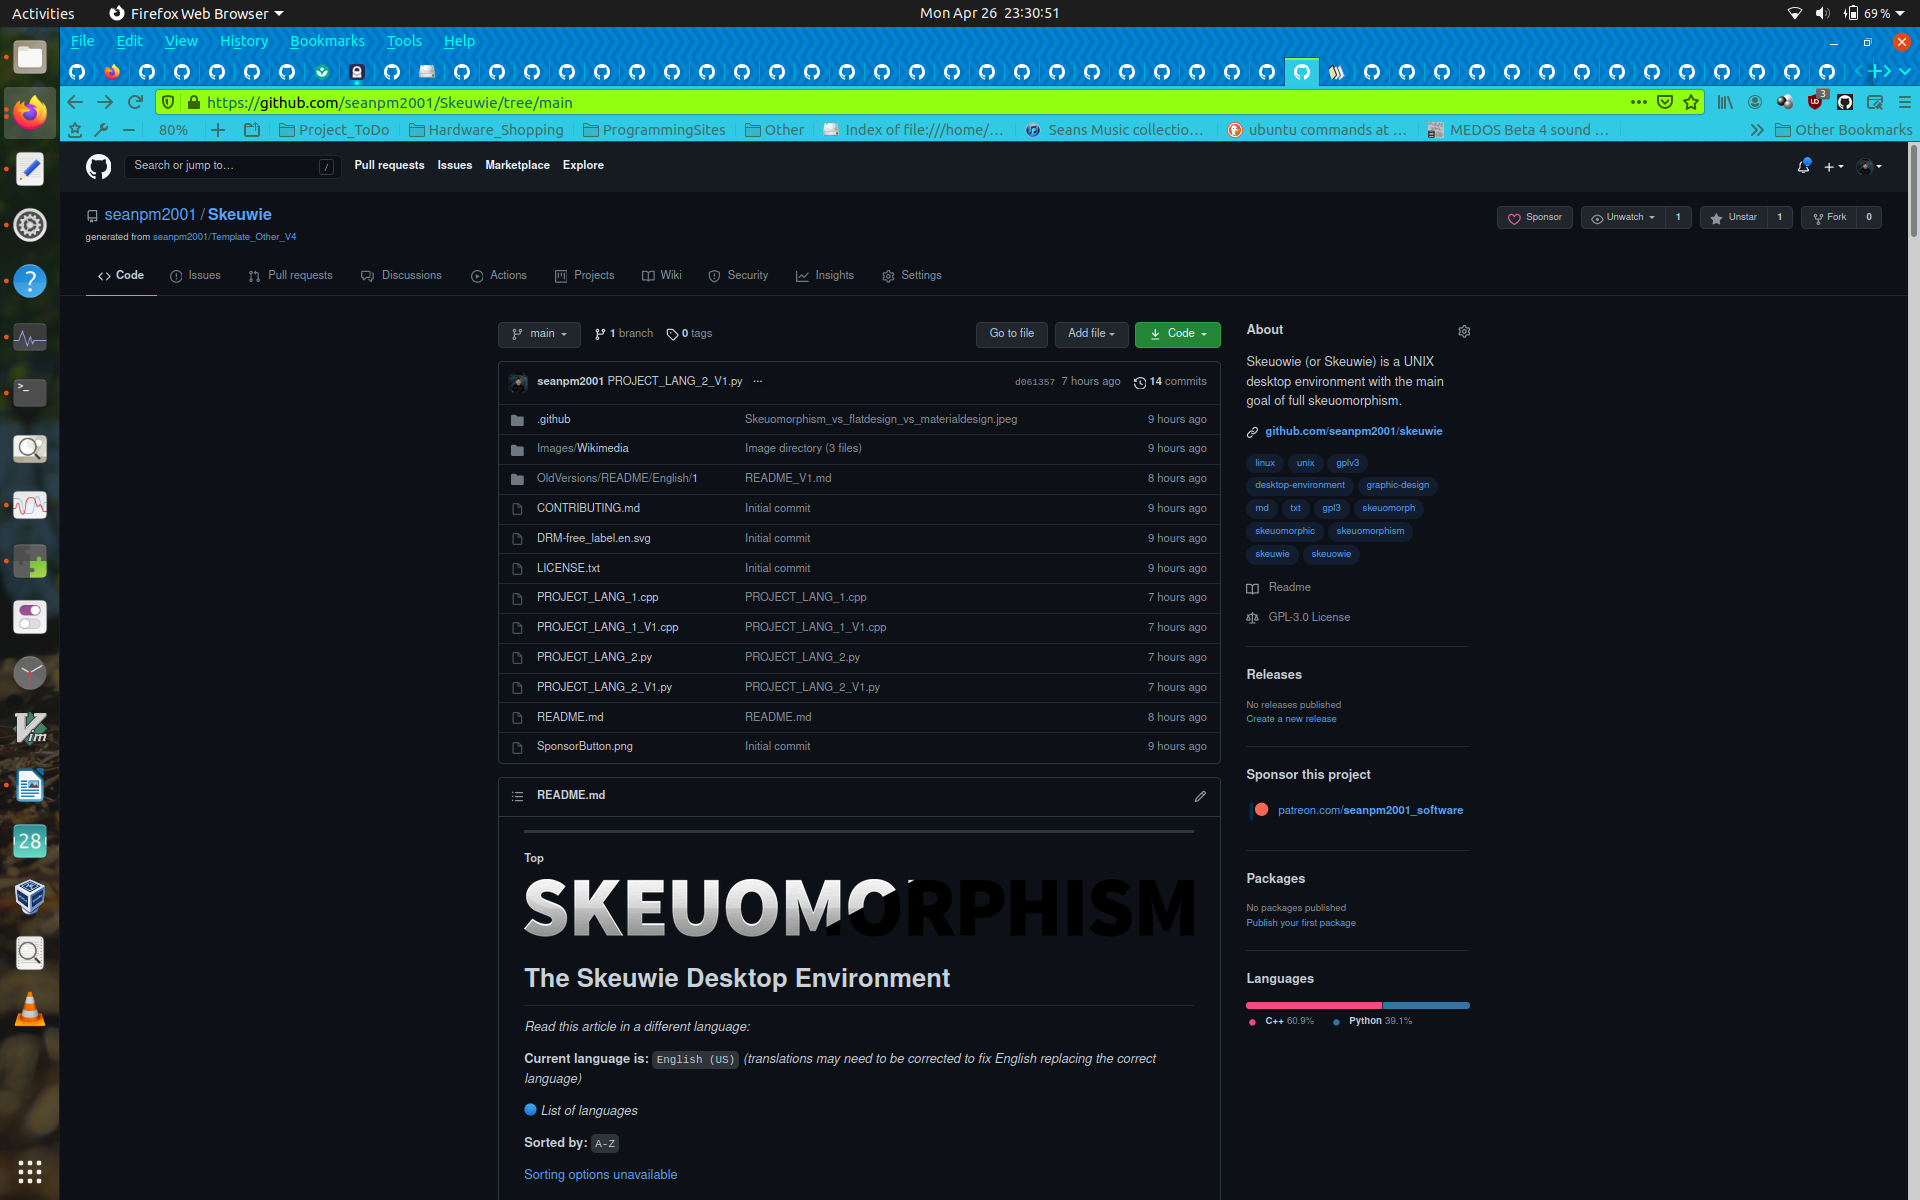 Activities Firefox Web Browser Mon Apr 26 23:30:51 69 %
File Edit View History Bookmarks Tools Help
https://github.com/seanpm2001/Skeuwie/tree/main 3
80% Project_ToDo Hardware_Shopping ProgrammingSites Other Index of file:///home/... Seans Music collectio... ubuntu commands at ... MEDOS Beta 4 sound ... Other Bookmarks
Search or jump to... / Pull requests Issues Marketplace Explore
seanpm2001 / Skeuwie Sponsor Unwatch 1 Unstar 1 Fork 0
generated from seanpm2001/Template_Other_V4
Code Issues Pull requests Discussions Actions Projects Wiki Security Insights Settings
main 1 branch 0 tags Go to file Add file Code
seanpm2001 PROJECT_LANG_2_V1.py ... d061357 7 hours ago 14 commits
.github Skeuomorphism_vs_flatdesign_vs_materialdesign.jpeg 9 hours ago
Images/Wikimedia Image directory (3 files) 9 hours ago
OldVersions/README/English/1 README_V1.md 8 hours ago
CONTRIBUTING.md Initial commit 9 hours ago
DRM-free_label.en.svg Initial commit 9 hours ago
LICENSE.txt Initial commit 9 hours ago
PROJECT_LANG_1.cpp PROJECT_LANG_1.cpp 7 hours ago
PROJECT_LANG_1_V1.cpp PROJECT_LANG_1_V1.cpp 7 hours ago
PROJECT_LANG_2.py PROJECT_LANG_2.py 7 hours ago
PROJECT_LANG_2_V1.py PROJECT_LANG_2_V1.py 7 hours ago
README.md README.md 8 hours ago
SponsorButton.png Initial commit 9 hours ago
README.md
Top
SKEUOMORPHISM
The Skeuwie Desktop Environment
Read this article in a different language:
Current language is: English (US) (translations may need to be corrected to fix English replacing the correct
language)
List of languages
Sorted by: A-Z
Sorting options unavailable
About
Skeuowie (or Skeuwie) is a UNIX
desktop environment with the main
goal of full skeuomorphism.
github.com/seanpm2001/skeuwie
linux unix gplv3
desktop-environment graphic-design
md txt gpl3 skeuomorph
skeuomorphic skeuomorphism
skeuwie skeuowie
Readme
GPL-3.0 License
Releases
No releases published
Create a new release
Sponsor this project
patreon.com/seanpm2001_software
Packages
No packages published
Publish your first package
Languages
C++ 60.9% Python 39.1%
?
>_
Vim
28